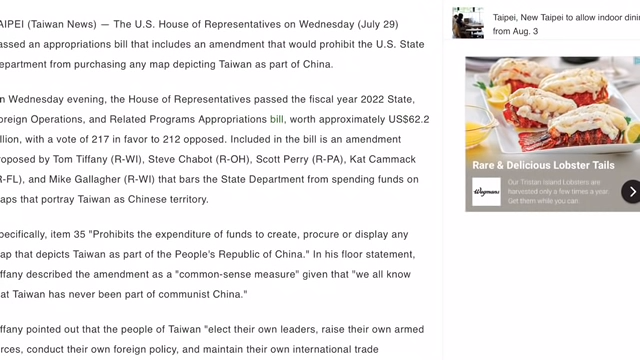 AIPEI (Taiwan News) — The U.S. House of Representatives on Wednesday (July 29)
assed an appropriations bill that includes an amendment that would prohibit the U.S. State
epartment from purchasing any map depicting Taiwan as part of China.
n Wednesday evening, the House of Representatives passed the fiscal year 2022 State,
oreign Operations, and Related Programs Appropriations bill, worth approximately US$62.2
illion, with a vote of 217 in favor to 212 opposed. Included in the bill is an amendment
roposed by Tom Tiffany (R-WI), Steve Chabot (R-OH), Scott Perry (R-PA), Kat Cammack
R-FL), and Mike Gallagher (R-WI) that bars the State Department from spending funds on
aps that portray Taiwan as Chinese territory.
pecifically, item 35 "Prohibits the expenditure of funds to create, procure or display any
ap that depicts Taiwan as part of the People's Republic of China." In his floor statement,
ffany described the amendment as a "common-sense measure" given that "we all know
at Taiwan has never been part of communist China."
ffany pointed out that the people of Taiwan "elect their own leaders, raise their own armed
rces, conduct their own foreign policy, and maintain their own international trade
Taipei, New Taipei to allow indoor dini
from Aug. 3
Rare & Delicious Lobster Tails
Wegmans
Our Tristan Island Lobsters are
harvested only a few times a year.
Get them while you can.